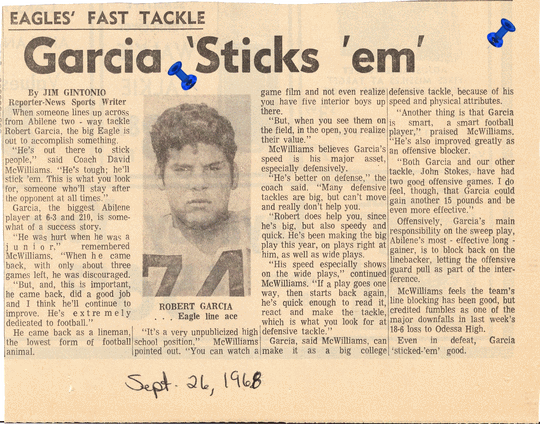 EAGLES' FAST TACKLE
Garcia 'Sticks 'em'
By JIM GINTONIO
Reporter-News Sports Writer
When someone lines up across
from Abilene two - way tackle
Robert Garcia, the big Eagle is
out to accomplish something.
"He's out there to stick
people," said Coach David
McWilliams. "He's tough; he'll
stick 'em. This is what you look
for, someone who'll stay after
the opponent at all times."
Garcia, the biggest Abilene
player at 6-3 and 210, is some-
what of a success story.
"He was hurt when he was a
junior," remembered
McWilliams, "When he came
back, with only about three
games left, he was discouraged.
"But, and this is important,
he came back, did a good job
and I think he'll continue to
improve. He's extremely
dedicated to football."
He came back as a lineman,
the lowest form of football
animal.
74
ROBERT GARCIA
. . . Eagle line ace
"It's a very unpublicized high
school position," McWilliams
pointed out. "You can watch a
game film and not even realize
you have five interior boys up
there.
"But, when you see them on
the field, in the open, you realize
their value."
McWilliams believes Garcia's
speed is his major asset,
especially defensively.
"He's better on defense," the
coach said. "Many defensive
tackles are big, but can't move
and really don't help you.
"Robert does help you, since
he's big, but also speedy and
quick. He's been making the big
play this year, on plays right at
him, as well as wide plays.
"His speed especially shows
on the wide plays," continued
McWilliams. "If a play goes one
way, then starts back again,
he's quick enough to read it,
react and make the tackle,
which is what you look for at
defensive tackle."
Garcia, said McWilliams, can
make it as a big college
defensive tackle, because of his
speed and physical attributes.
"Another thing is that Garcia
is smart, a smart football
player," praised McWilliams.
"He's also improved greatly as
an offensive blocker.
"Both Garcia and our other
tackle, John Stokes, have had
two good offensive games. I do
feel, though, that Garcia could
gain another 15 pounds and be
even more effective."
Offensively, Garcia's main
responsibility on the sweep play,
Abilene's most - effective long -
gainer, is to block back on the
linebacker, letting the offensive
guard pull as part of the inter-
ference.
McWilliams feels the team's
line blocking has been good, but
credited fumbles as one of the
major downfalls in last week's
18-6 loss to Odessa High.
Even in defeat, Garcia
'sticked-'em' good.
Sept. 26, 1968